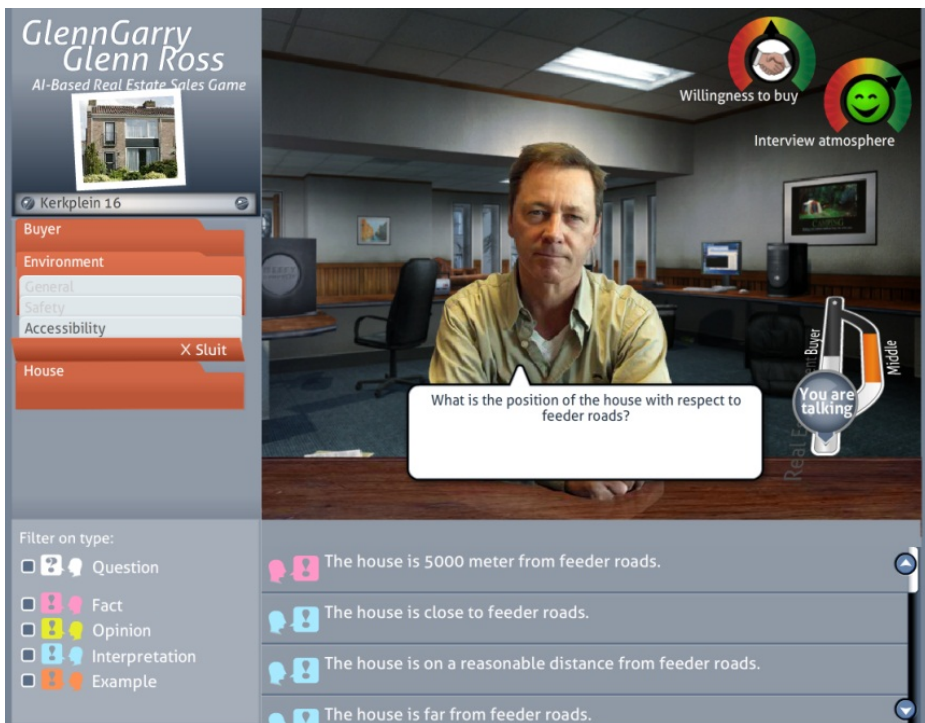 GlennGarry
Glenn Ross
AI-Based Real Estate Sales Game
Kerkplein 16
Buyer
Environment
General
Safety
Accessibility
X Sluit
House
Willingness to buy
Interview atmosphere
What is the position of the house with respect to
feeder roads?
Buyer
Middle
You are
talking
Filter on type:
Question
Fact
Opinion
Interpretation
Example
The house is 5000 meter from feeder roads.
The house is close to feeder roads.
The house is on a reasonable distance from feeder roads.
The house is far from feeder roads.